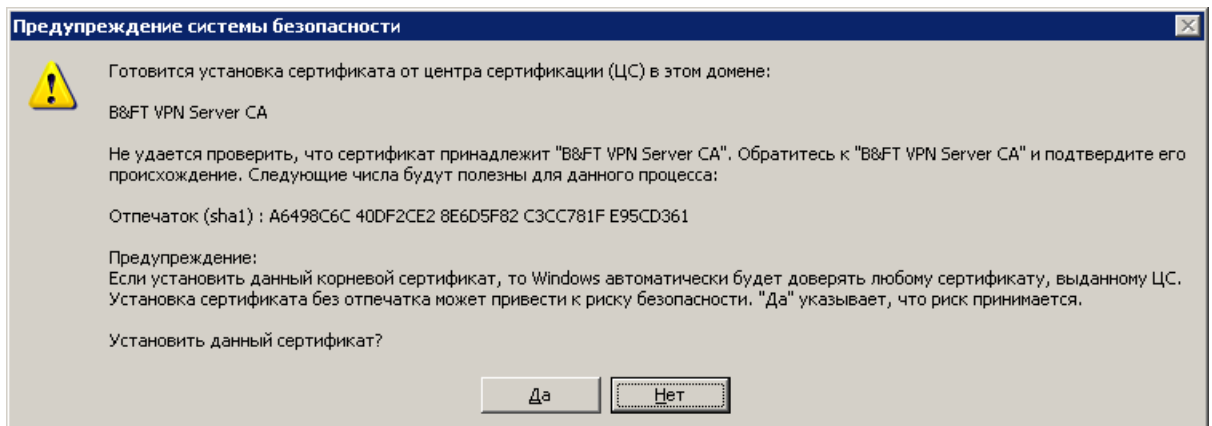 Предупреждение системы безопасности
Готовится установка сертификата от центра сертификации (ЦС) в этом домене:
B&FT VPN Server CA
Не удается проверить, что сертификат принадлежит "B&FT VPN Server CA". Обратитесь к "B&FT VPN Server CA" и подтвердите его
происхождение. Следующие числа будут полезны для данного процесса:
Отпечаток (sha1) : A6498C6C 40DF2CE2 8E6D5F82 C3CC781F E95CD361
Предупреждение:
Если установить данный корневой сертификат, то Windows автоматически будет доверять любому сертификату, выданному ЦС.
Установка сертификата без отпечатка может привести к риску безопасности. "Да" указывает, что риск принимается.
Установить данный сертификат?
Да
Нет